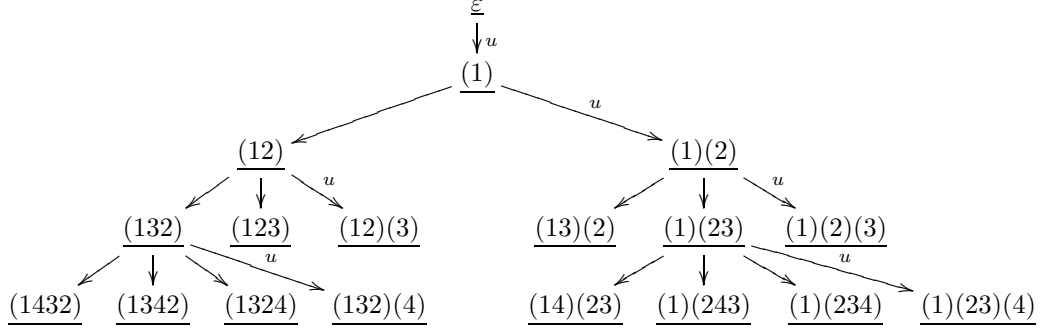 ε
u
(1)
u
(12) (1)(2)
u u
(132) (123) (12)(3) (13)(2) (1)(23) (1)(2)(3)
u u
(1432) (1342) (1324) (132)(4) (14)(23) (1)(243) (1)(234) (1)(23)(4)